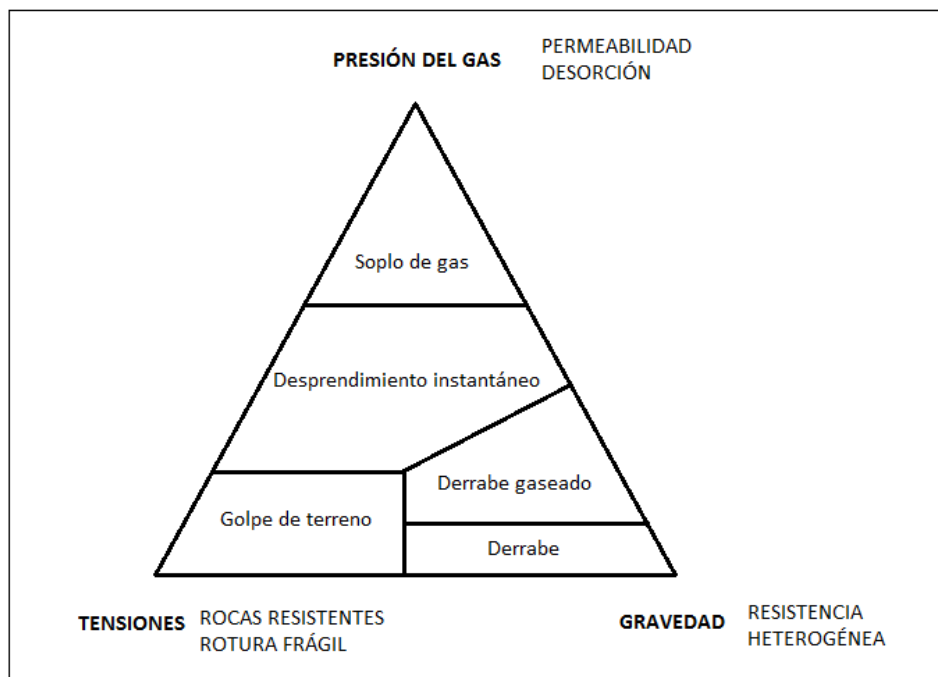 PRESIÓN DEL GAS
PERMEABILIDAD
DESORCIÓN
Soplo de gas
Desprendimiento instantáneo
Derrabe gaseado
Golpe de terreno
Derrabe
TENSIONES
ROCAS RESISTENTES
ROTURA FRÁGIL
GRAVEDAD
RESISTENCIA
HETEROGÉNEA